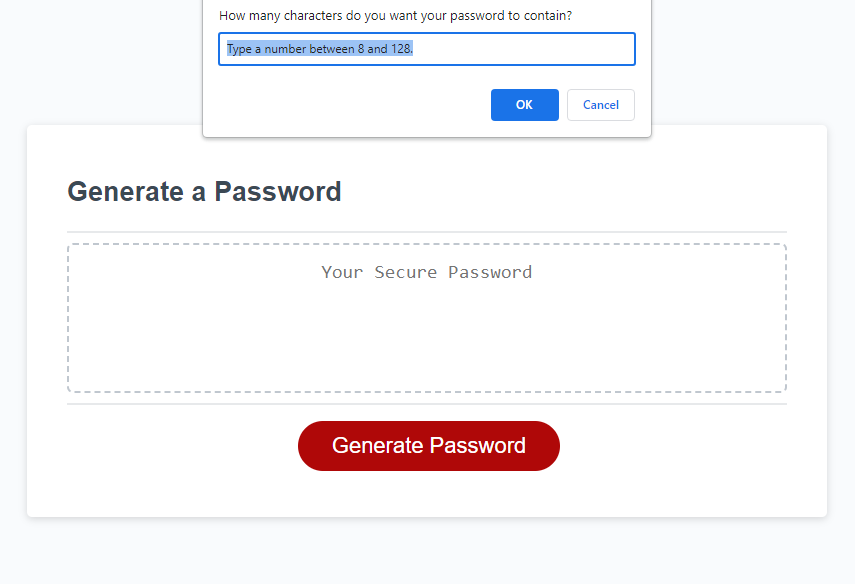 How many characters do you want your password to contain?
Type a number between 8 and 128.
OK
Cancel
Generate a Password
Your Secure Password
Generate Password